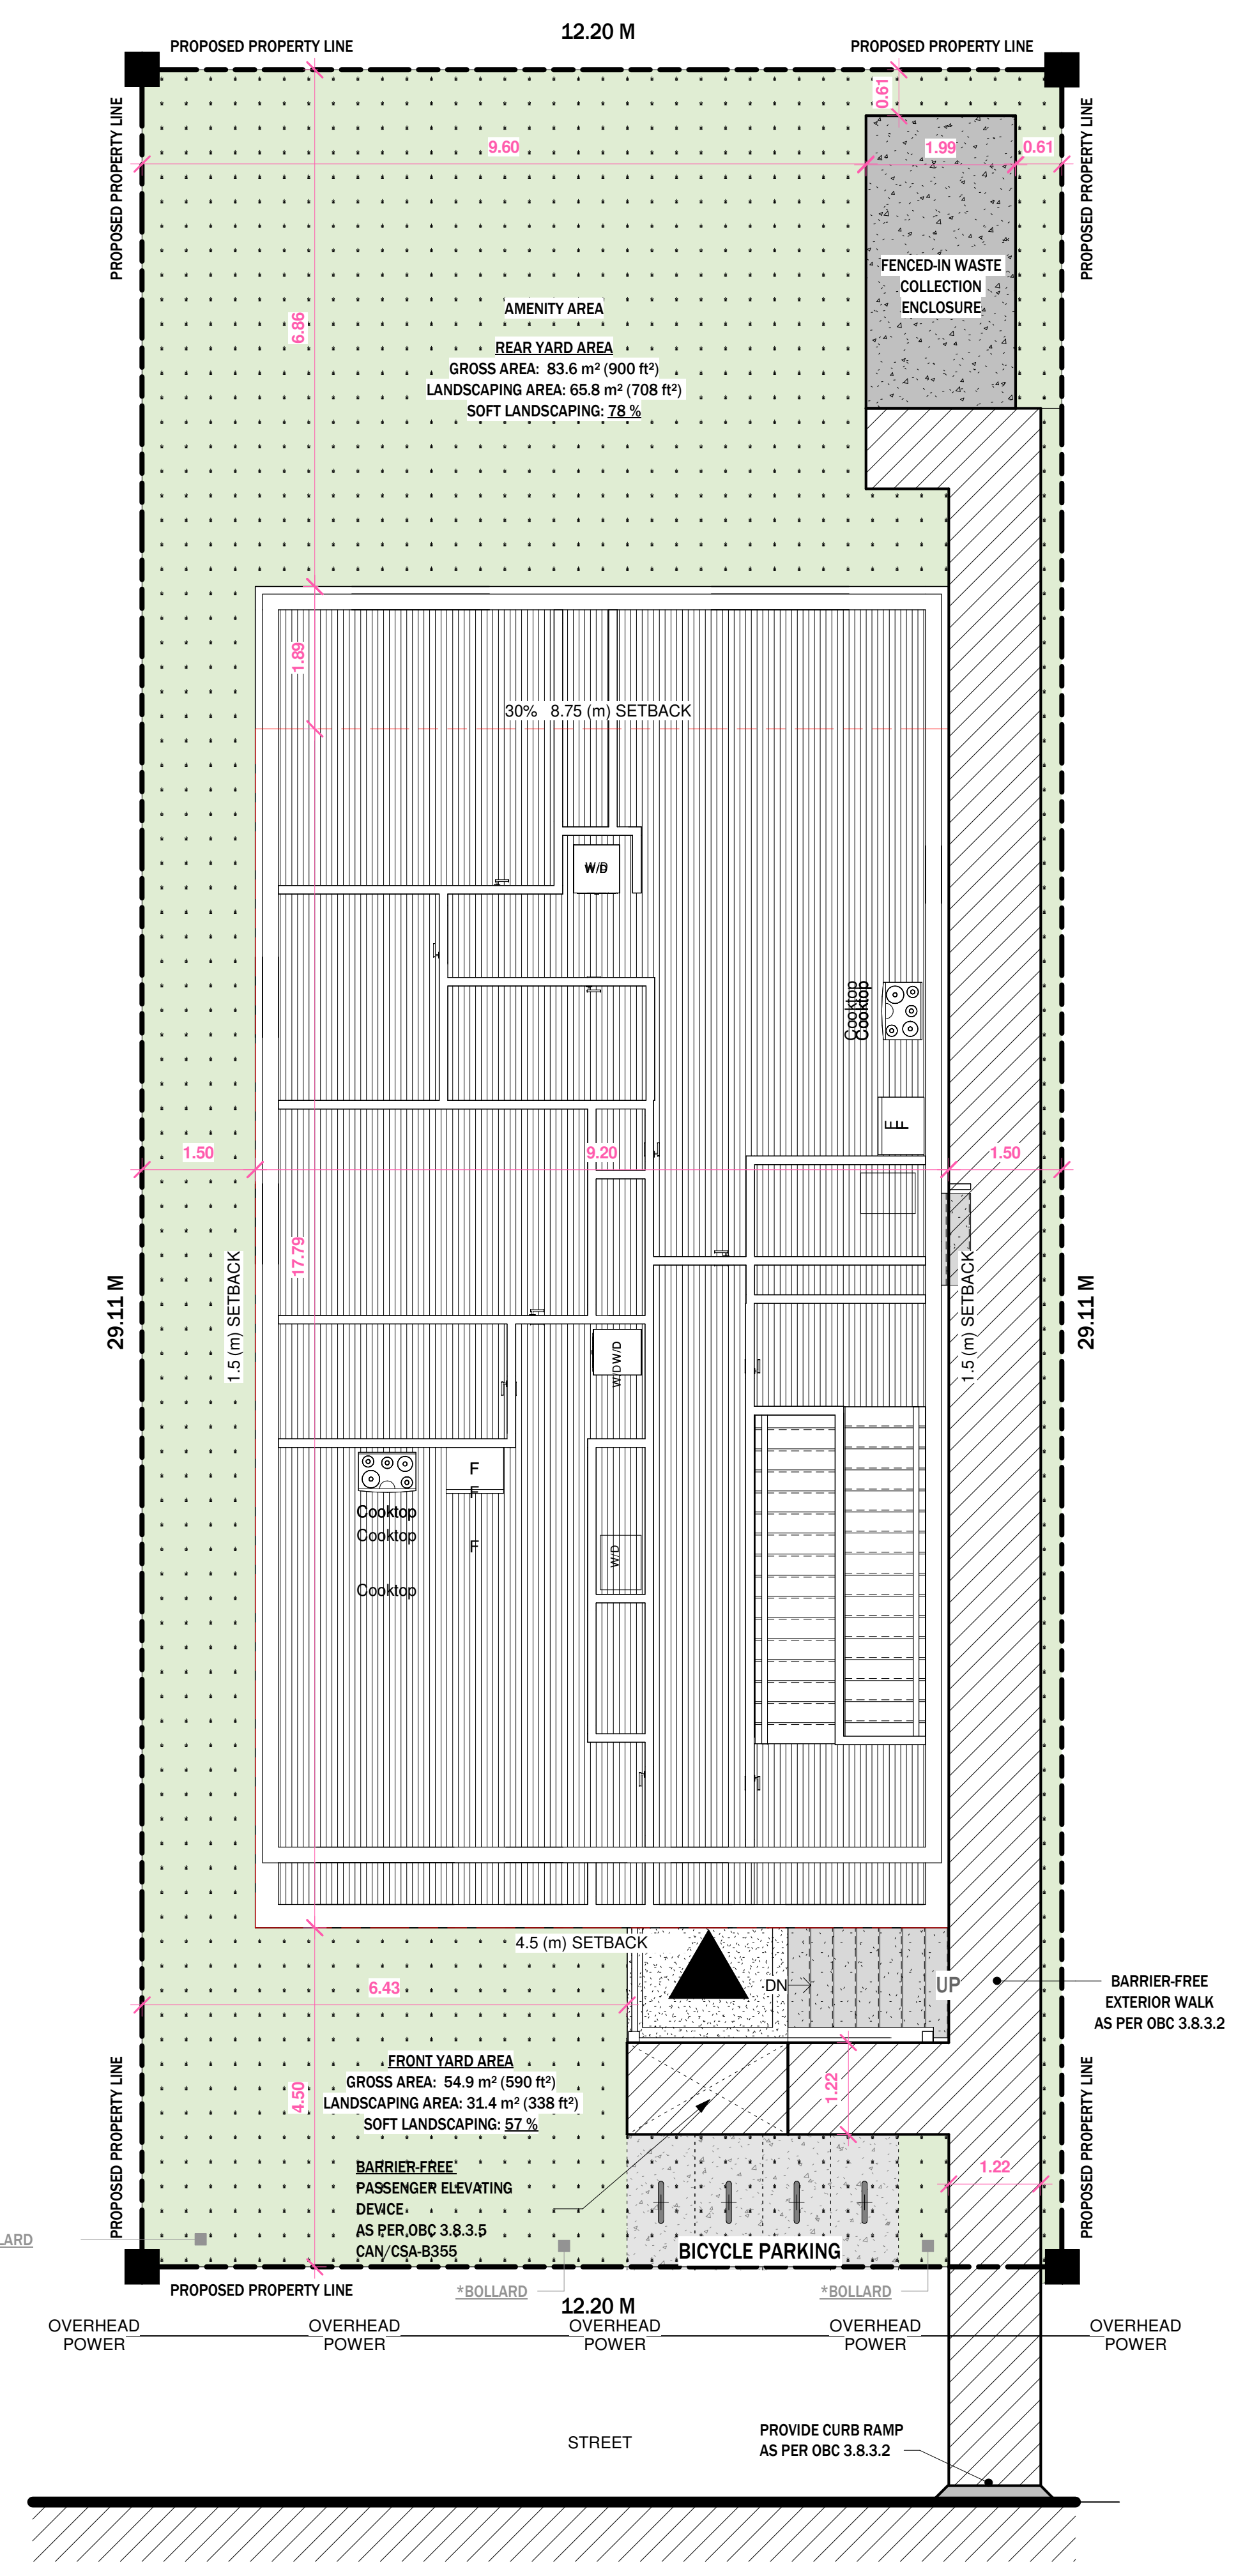 12.20 M
PROPOSED PROPERTY LINE
PROPOSED PROPERTY LINE
PROPOSED PROPERTY LINE
PROPOSED PROPERTY LINE
0.61
9.60
1.99
0.61
FENCED-IN WASTE
COLLECTION
ENCLOSURE
6.86
AMENITY AREA
REAR YARD AREA
GROSS AREA: 83.6 m² (900 ft²)
LANDSCAPING AREA: 65.8 m² (708 ft²)
SOFT LANDSCAPING: 78 %
1.89
30% 8.75 (m) SETBACK
W/D
Cooktop
Cooktop
F
1.50
9.20
1.50
17.79
29.11 M
1.5 (m) SETBACK
1.5 (m) SETBACK
29.11 M
W/D
W/D
F
F
F
Cooktop
Cooktop
Cooktop
W/D
4.5 (m) SETBACK
6.43
DN
UP
BARRIER-FREE
EXTERIOR WALK
AS PER OBC 3.8.3.2
4.50
FRONT YARD AREA
GROSS AREA: 54.9 m² (590 ft²)
LANDSCAPING AREA: 31.4 m² (338 ft²)
SOFT LANDSCAPING: 57 %
1.22
1.22
BARRIER-FREE
PASSENGER ELEVATING
DEVICE
AS PER OBC 3.8.3.5
CAN/CSA-B355
PROPOSED PROPERTY LINE
PROPOSED PROPERTY LINE
LARD
BICYCLE PARKING
PROPOSED PROPERTY LINE
*BOLLARD
*BOLLARD
12.20 M
OVERHEAD
POWER
OVERHEAD
POWER
OVERHEAD
POWER
OVERHEAD
POWER
OVERHEAD
POWER
STREET
PROVIDE CURB RAMP
AS PER OBC 3.8.3.2